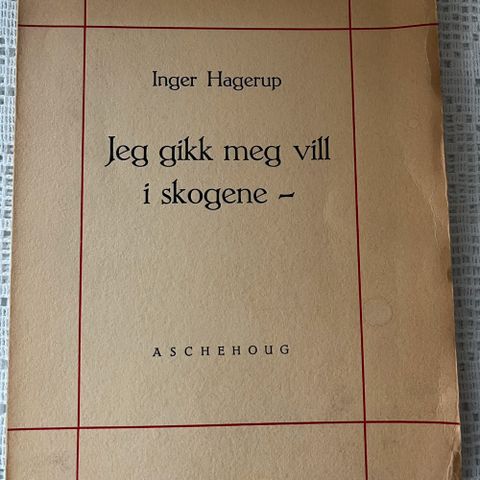 Inger Hagerup
Jeg gikk meg vill
i skogene –
ASCHEHOUG